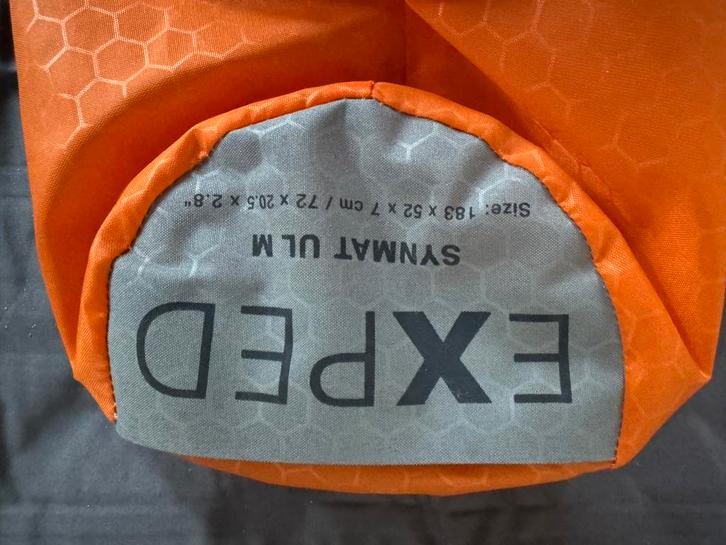 EXPED
SYNMAT UL M
Size: 183 x 52 x 7 cm / 72 x 20.5 x 2.8"